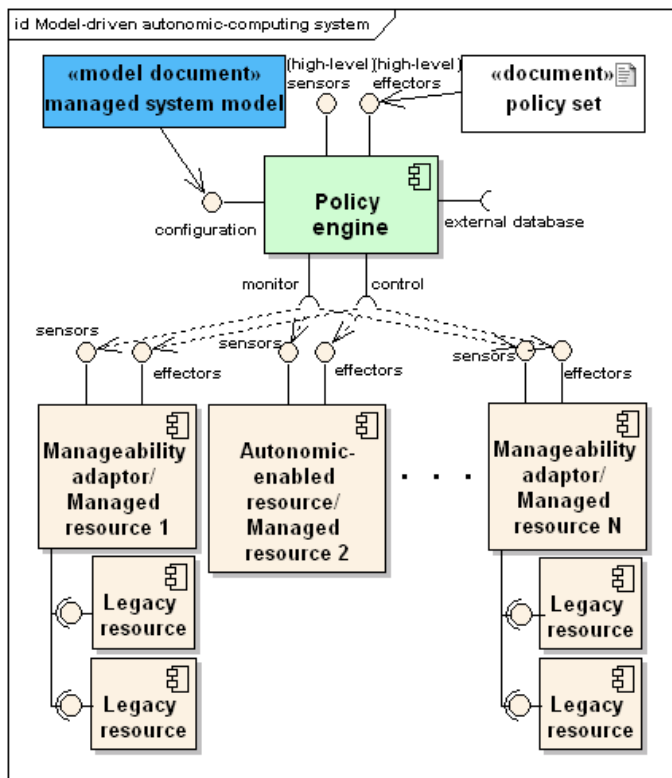 id Model-driven autonomic-computing system
«model document»
managed system model
(high-level)
sensors
(high-level)
effectors
«document»
policy set
Policy
engine
configuration
external database
monitor
control
sensors
effectors
sensors
effectors
sensors
effectors
Manageability
adaptor/
Managed
resource 1
Autonomic-
enabled
resource/
Managed
resource 2
. . .
Manageability
adaptor/
Managed
resource N
Legacy
resource
Legacy
resource
Legacy
resource
Legacy
resource